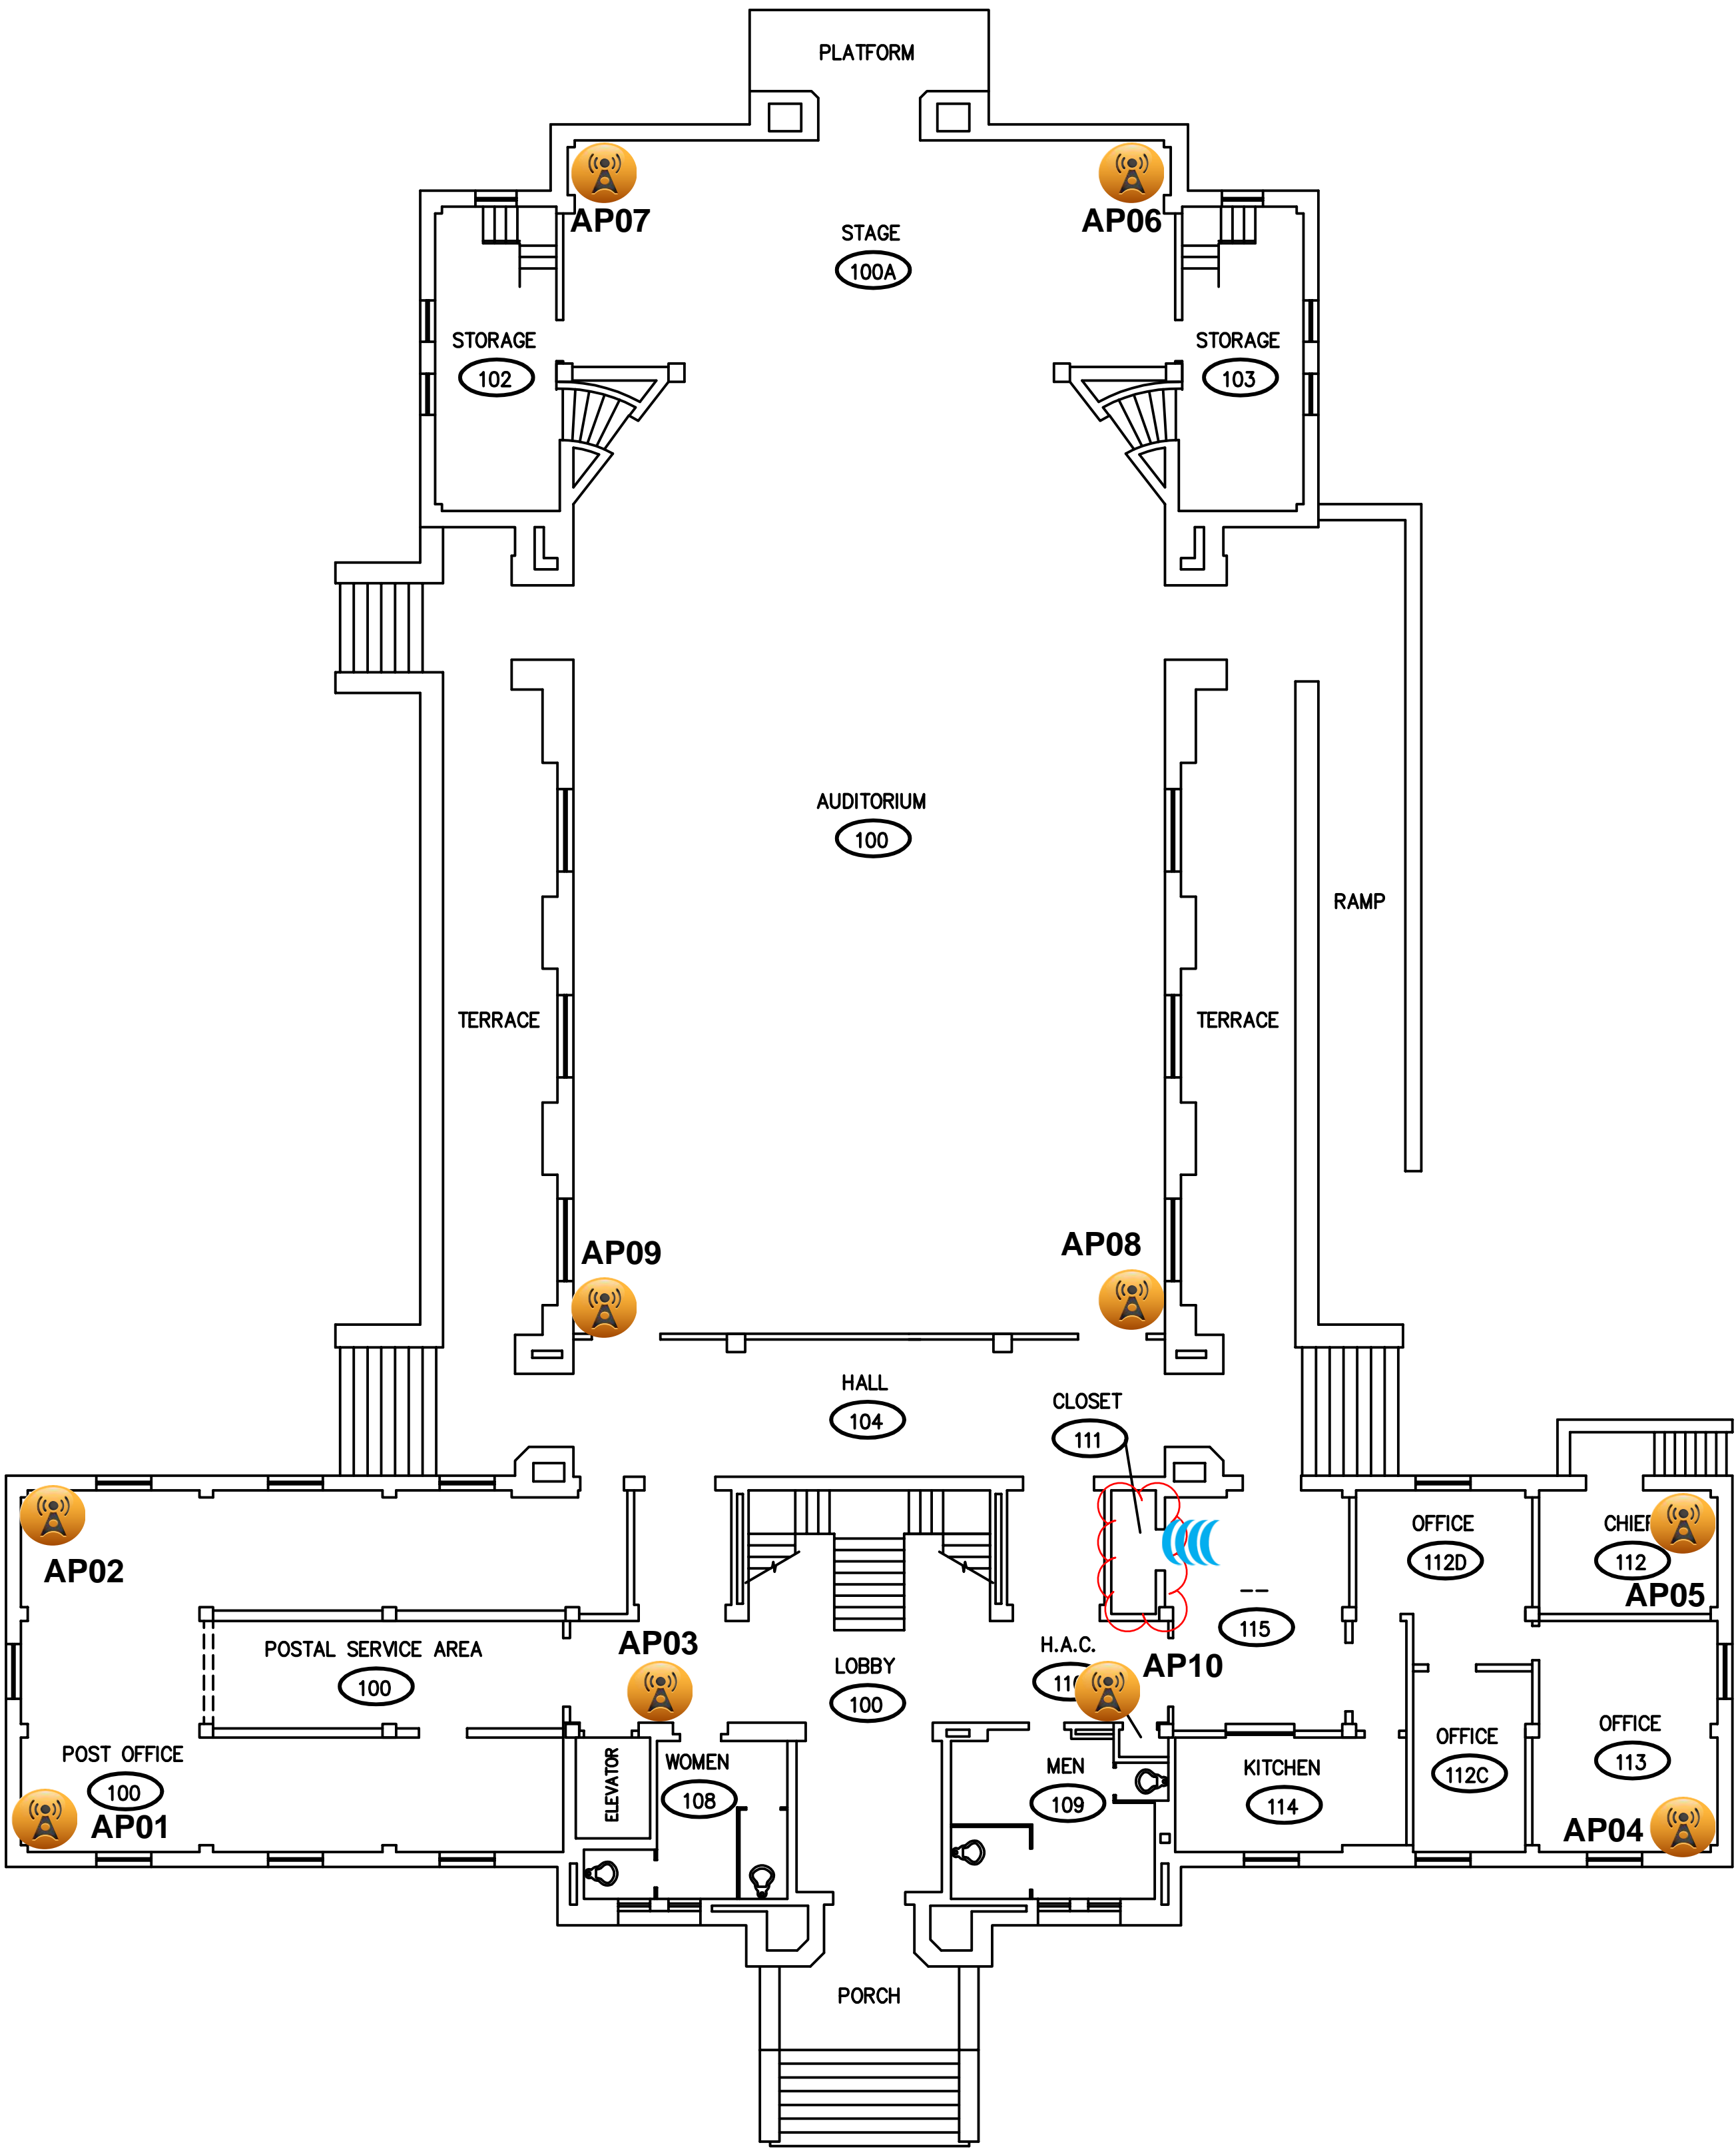 PLATFORM
AP07
AP06
STAGE
100A
STORAGE
102
STORAGE
103
AUDITORIUM
100
RAMP
TERRACE
TERRACE
AP09
AP08
HALL
104
CLOSET
111
AP02
OFFICE
112D
CHIEF
112
AP05
--
115
POSTAL SERVICE AREA
100
AP03
LOBBY
100
H.A.C.
AP10
POST OFFICE
100
AP01
ELEVATOR
WOMEN
108
MEN
109
KITCHEN
114
OFFICE
112C
OFFICE
113
AP04
PORCH